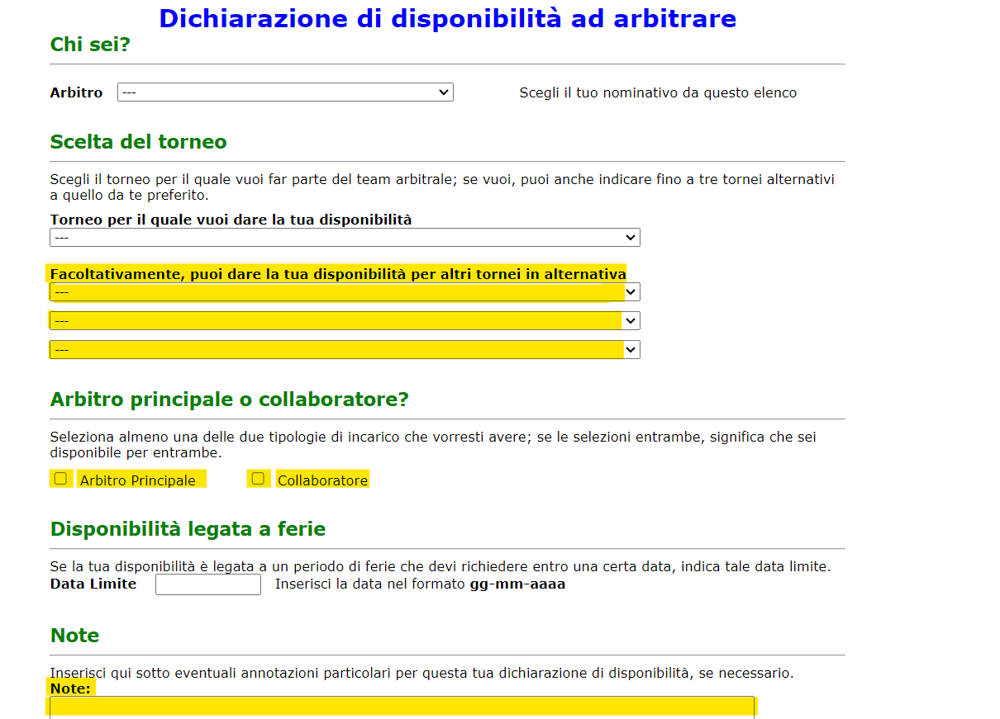 Dichiarazione di disponibilità ad arbitrare
Chi sei?
Arbitro --- Scegli il tuo nominativo da questo elenco
Scelta del torneo
Scegli il torneo per il quale vuoi far parte del team arbitrale; se vuoi, puoi anche indicare fino a tre tornei alternativi
a quello da te preferito.
Torneo per il quale vuoi dare la tua disponibilità
---
Facoltativamente, puoi dare la tua disponibilità per altri tornei in alternativa
---
---
---
Arbitro principale o collaboratore?
Seleziona almeno una delle due tipologie di incarico che vorresti avere; se le selezioni entrambe, significa che sei
disponibile per entrambe.
Arbitro Principale Collaboratore
Disponibilità legata a ferie
Se la tua disponibilità è legata a un periodo di ferie che devi richiedere entro una certa data, indica tale data limite.
Data Limite Inserisci la data nel formato gg-mm-aaaa
Note
Inserisci qui sotto eventuali annotazioni particolari per questa tua dichiarazione di disponibilità, se necessario.
Note: